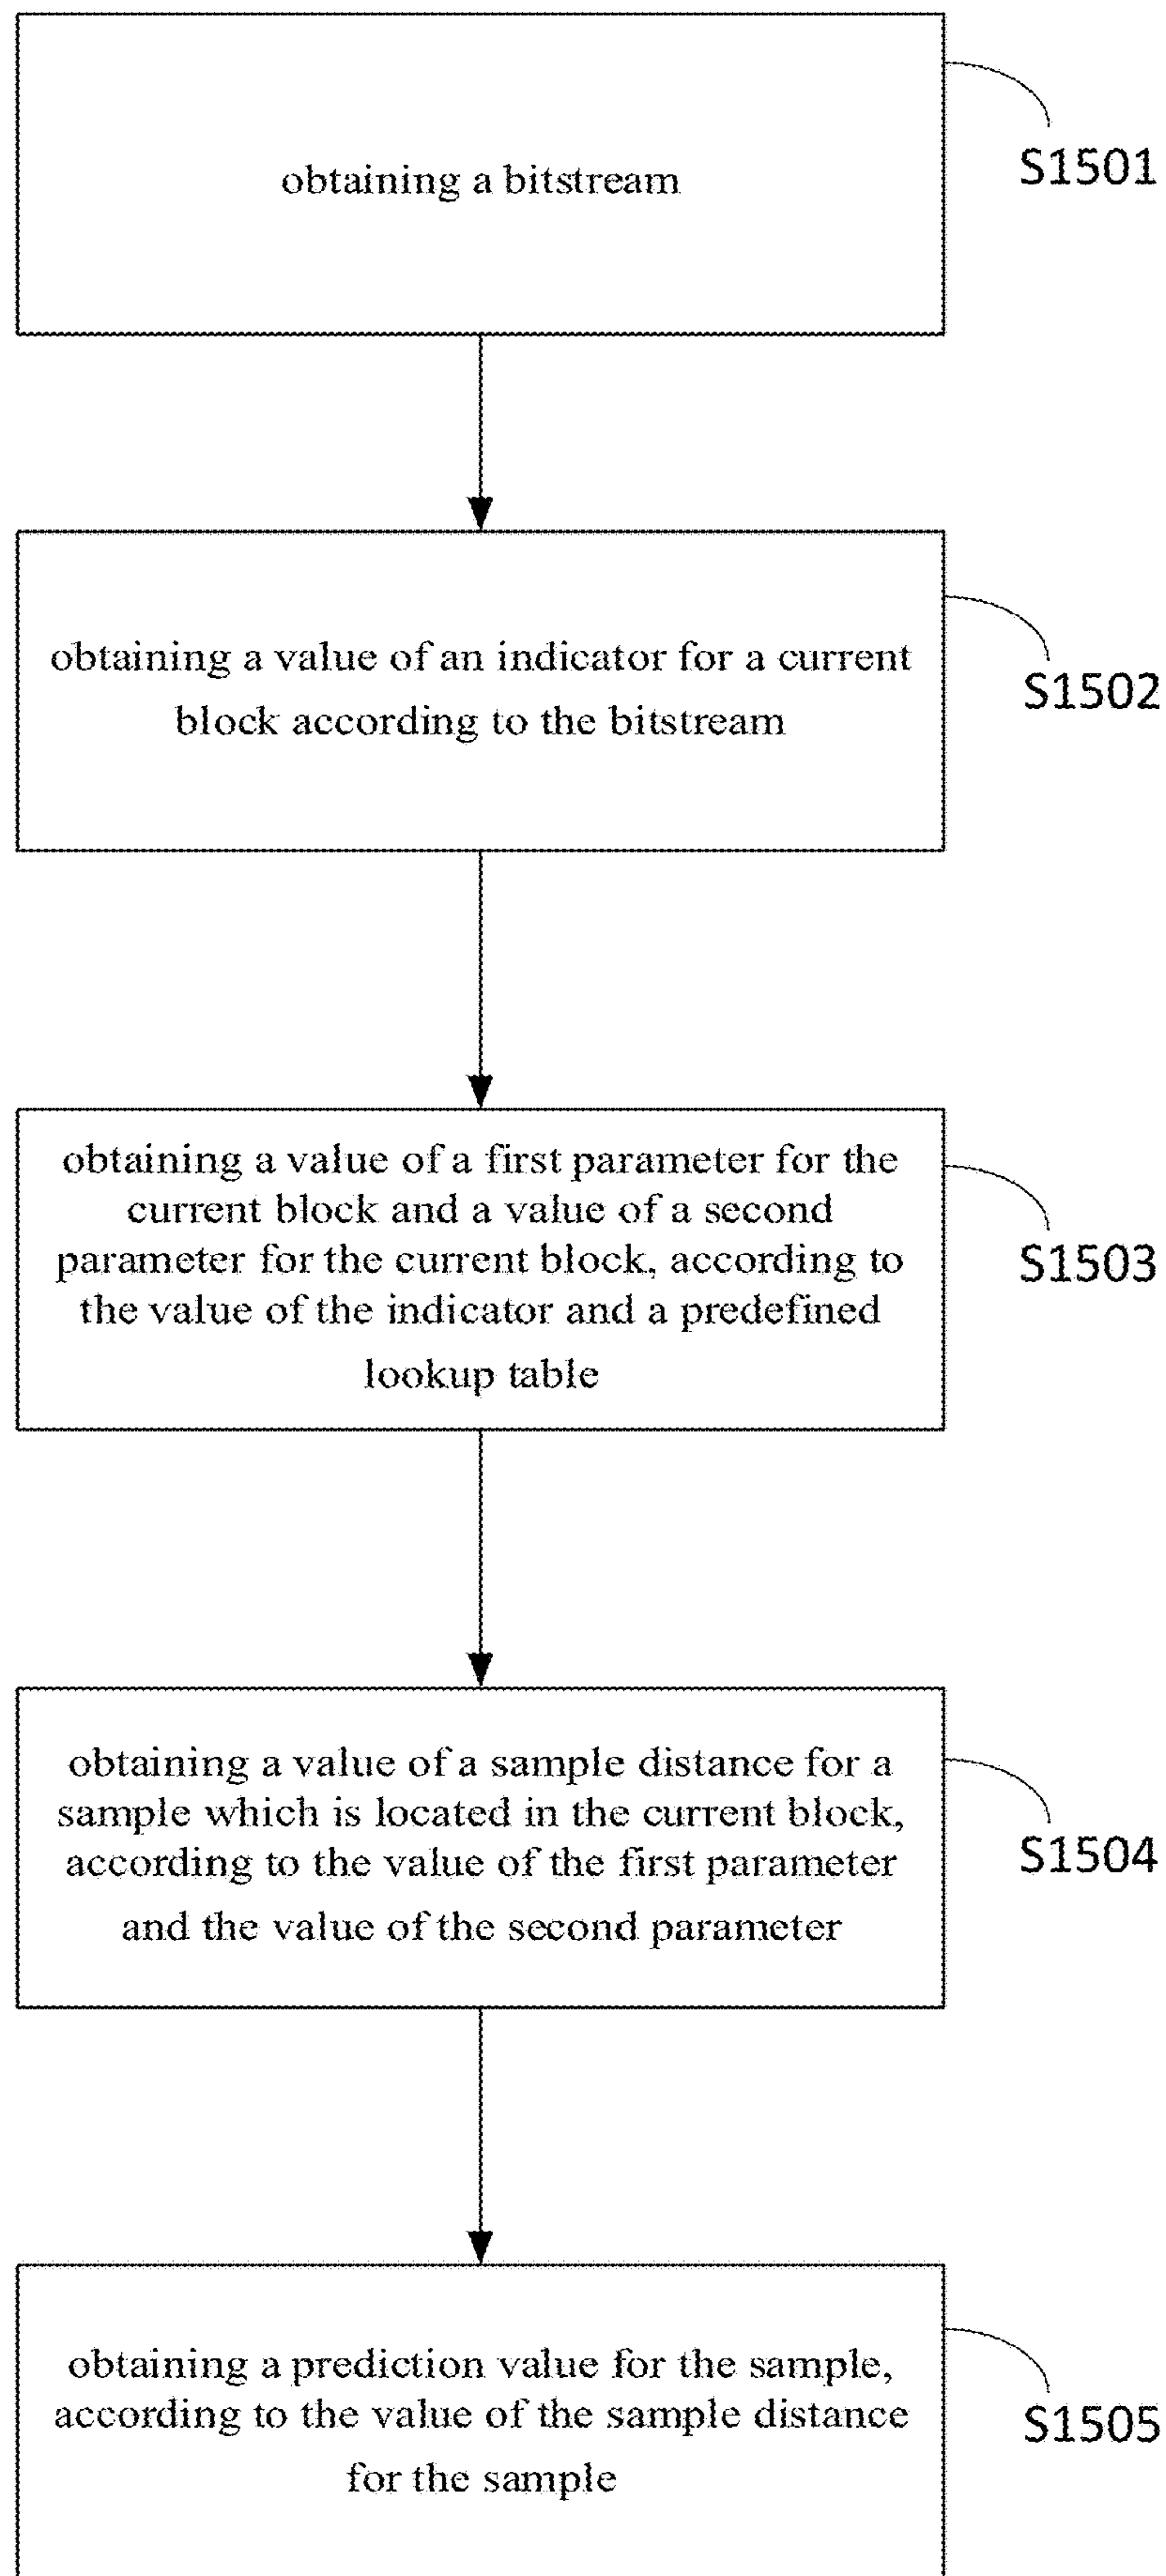 obtaining a bitstream
S1501
obtaining a value of an indicator for a current
block according to the bitstream
S1502
obtaining a value of a first parameter for the
current block and a value of a second
parameter for the current block, according to
the value of the indicator and a predefined
lookup table
S1503
obtaining a value of a sample distance for a
sample which is located in the current block,
according to the value of the first parameter
and the value of the second parameter
S1504
obtaining a prediction value for the sample,
according to the value of the sample distance
for the sample
S1505